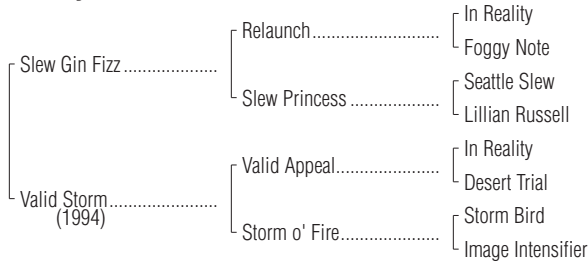 In Reality
Relaunch....................
Foggy Note
Slew Gin Fizz....................
Seattle Slew
Slew Princess...................
Lillian Russell
In Reality
Valid Appeal......................
Desert Trial
Valid Storm.......................
(1994)
Storm Bird
Storm o' Fire.....................
Image Intensifier